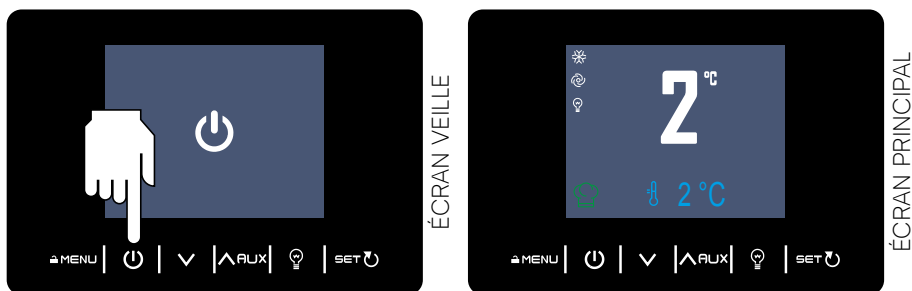 ÉCRAN VEILLE
MENU AUX SET
2 °C
2 °C
MENU AUX SET
ÉCRAN PRINCIPAL